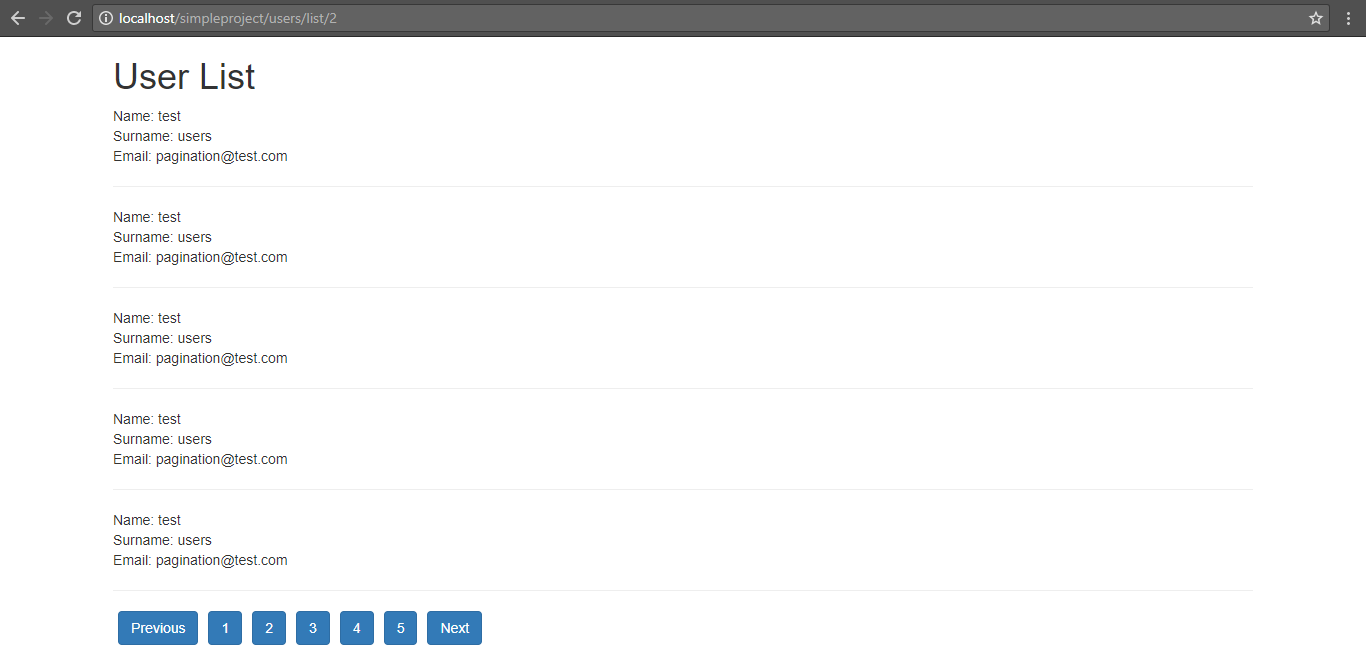 localhost/simpleproject/users/list/2
User List
Name: test
Surname: users
Email: pagination@test.com
Name: test
Surname: users
Email: pagination@test.com
Name: test
Surname: users
Email: pagination@test.com
Name: test
Surname: users
Email: pagination@test.com
Name: test
Surname: users
Email: pagination@test.com
Previous 1 2 3 4 5 Next